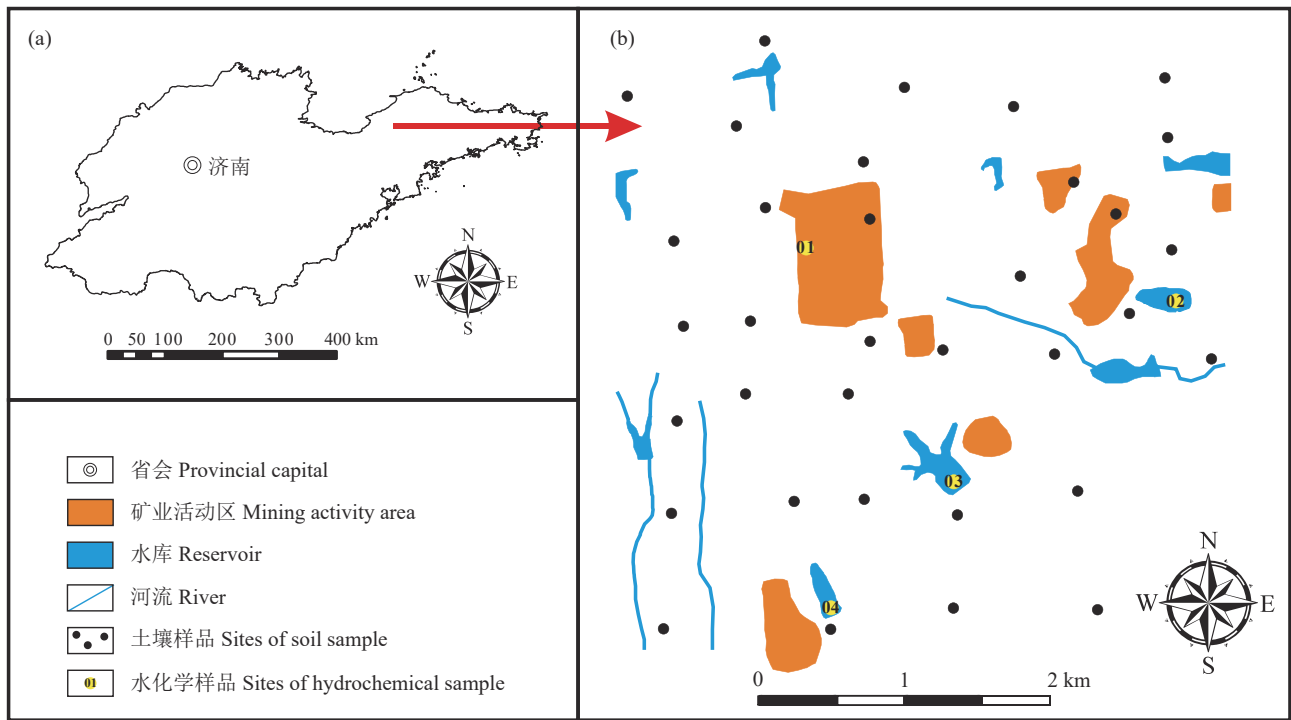 (a)
济南
N
W
E
S
0 50 100 200 400 km
省会 Provincial capital
矿业活动区 Mining activity area
水库 Reservoir
河流 River
土壤样品 Sites of soil sample
01
水化学样品 Sites of hydrochemical sample
(b)
01
02
03
04
N
W
E
S
0 1 2 km